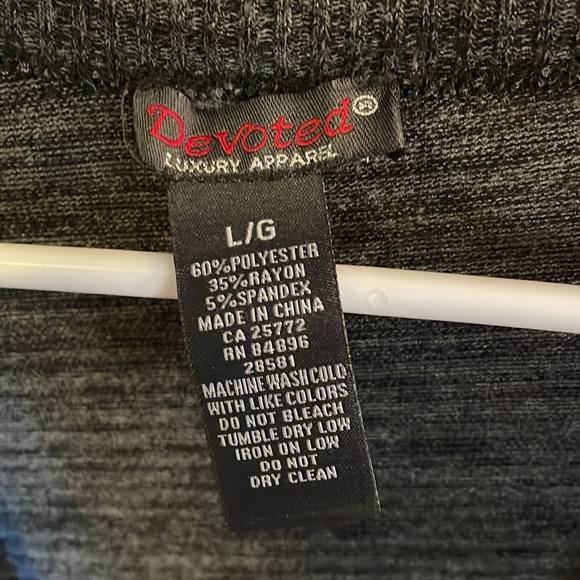 Devoted®
LUXURY APPAREL
L/G
60%POLYESTER
35%RAYON
5%SPANDEX
MADE IN CHINA
CA 25772
RN 84896
28581
MACHINE WASH COLD
WITH LIKE COLORS
DO NOT BLEACH
TUMBLE DRY LOW
IRON ON LOW
DO NOT
DRY CLEAN